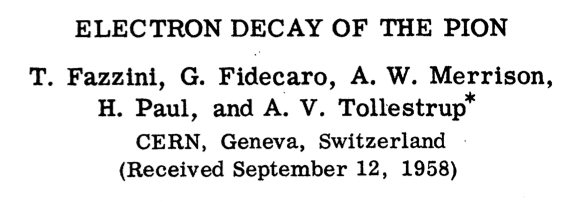 ELECTRON DECAY OF THE PION
T. Fazzini, G. Fidecaro, A. W. Merrison,
H. Paul, and A. V. Tollestrup*
CERN, Geneva, Switzerland
(Received September 12, 1958)